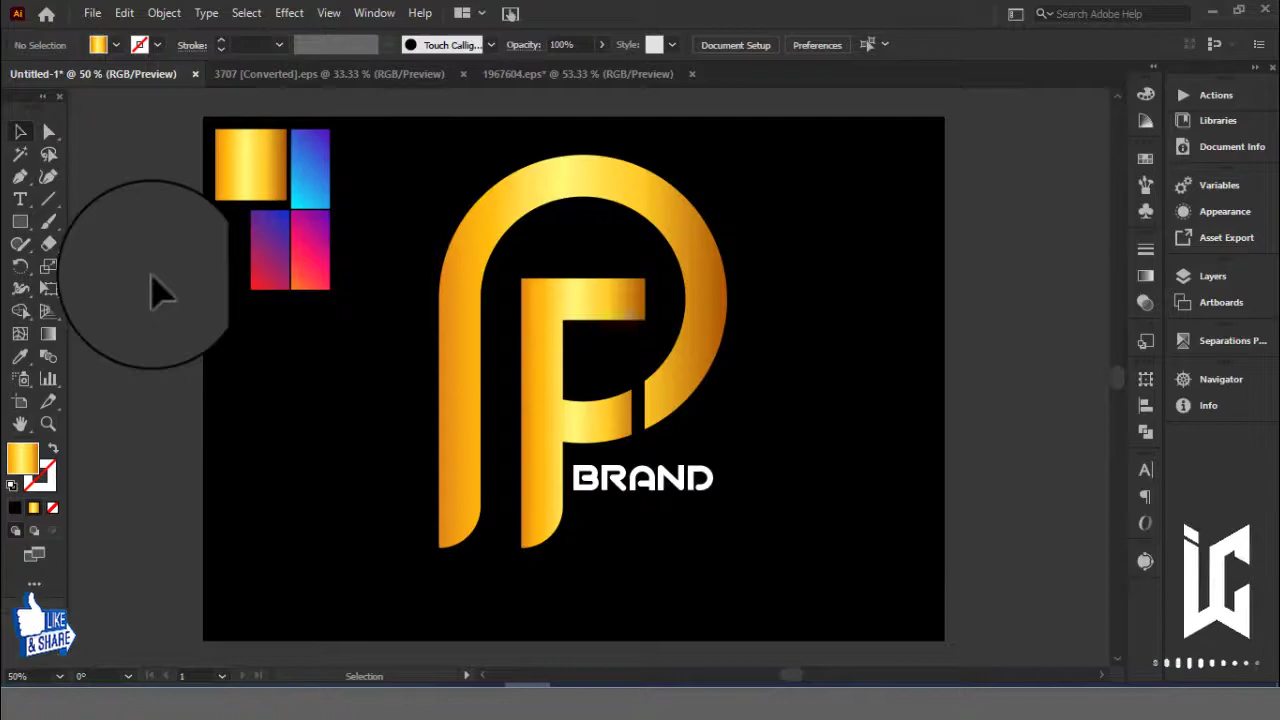 Ai File Edit Object Type Select Effect View Window Help Search Adobe Help
No Selection Stroke: Touch Callig... Opacity: 100% Style: Document Setup Preferences
Untitled-1* @ 50 % (RGB/Preview) × 3707 [Converted].eps @ 33.33 % (RGB/Preview) × 1967604.eps* @ 53.33 % (RGB/Preview) ×
Actions
Libraries
Document Info
Variables
Appearance
Asset Export
Layers
Artboards
Separations P...
Navigator
Info
BRAND
LIKE
& SHARE
50% 0° 1 Selection